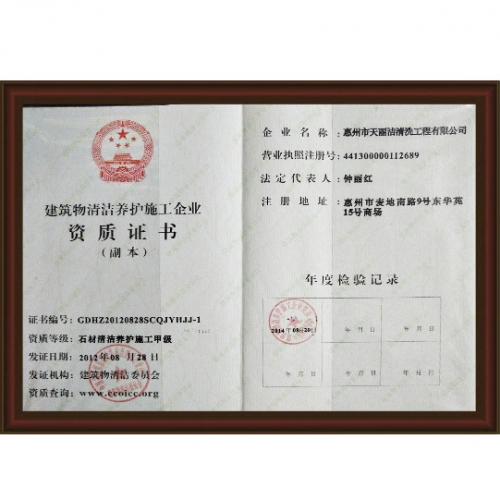 建筑物清洁养护施工企业
资质证书
(副本)
证书编号：GDHZ20120828SCQJYHJJ-1
资质等级：石材清洁养护施工甲级
发证日期：2012年08月28日
发证机构：建筑物清洁委员会
资质查询：www.ccoicc.org
企业名称：惠州市天丽洁清洗工程有限公司
营业执照注册号：441300000112689
法定代表人：钟丽红
注册地址：惠州市麦地南路9号东华苑
15号商场
年度检验记录
年 月 日
年 月 日
年 月 日
年 月 日
年 月 日